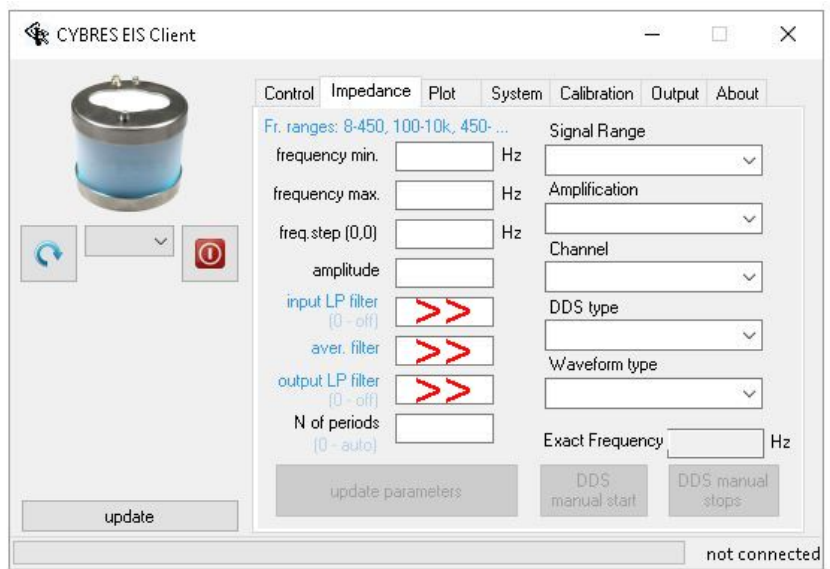 CYBRES EIS Client
Control Impedance Plot System Calibration Output About
Fr. ranges: 8-450, 100-10k, 450- ...
frequency min. Hz
frequency max. Hz
freq.step (0,0) Hz
amplitude
input LP filter >>
(0 - off)
aver. filter >>
output LP filter >>
(0 - off)
N of periods
(0 - auto)
update parameters
Signal Range
Amplification
Channel
DDS type
Waveform type
Exact Frequency Hz
DDS
manual start
DDS manual
stops
update
not connected